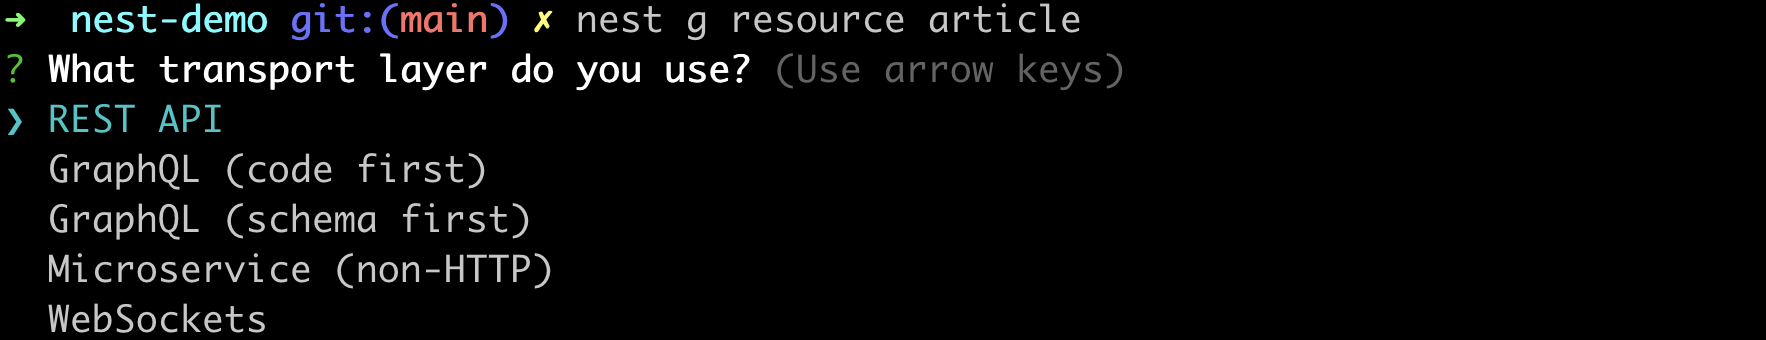 ➜ nest-demo git:(main) ✗ nest g resource article
? What transport layer do you use? (Use arrow keys)
❯ REST API
GraphQL (code first)
GraphQL (schema first)
Microservice (non-HTTP)
WebSockets